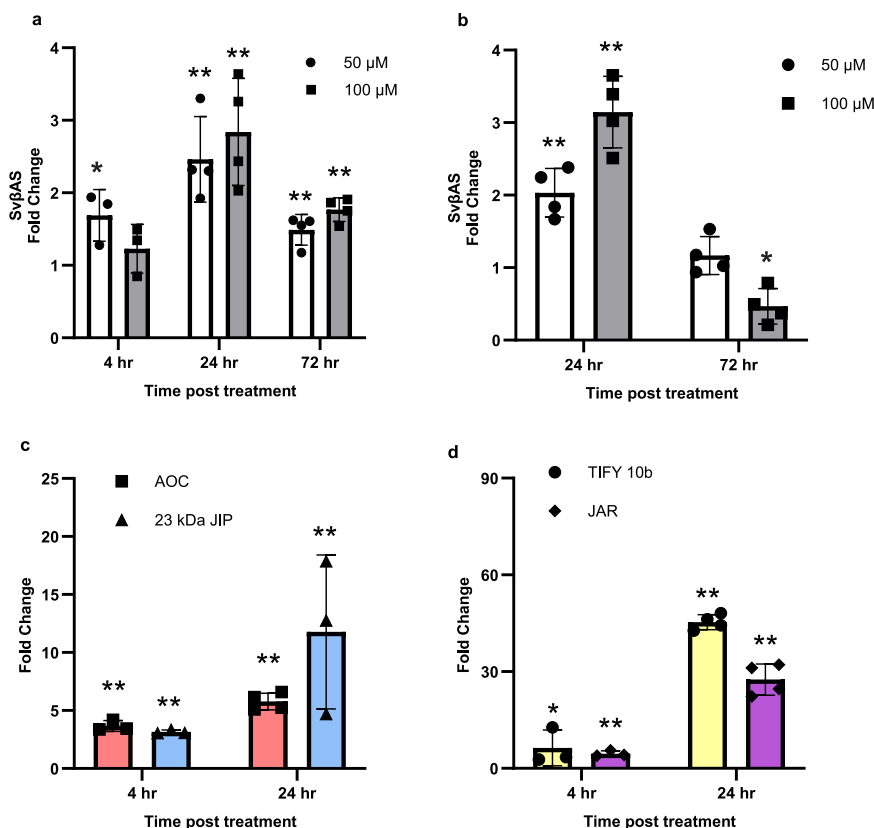 a
4
3
2
1
0
SvβAS
Fold Change
50 µM
100 µM
*
**
**
**
**
4 hr
24 hr
72 hr
Time post treatment
b
4
3
2
1
0
SvβAS
Fold Change
50 µM
100 µM
**
**
*
24 hr
72 hr
Time post treatment
c
25
20
15
10
5
0
Fold Change
AOC
23 kDa JIP
**
**
**
**
4 hr
24 hr
Time post treatment
d
90
60
30
0
Fold Change
TIFY 10b
JAR
*
**
**
**
4 hr
24 hr
Time post treatment